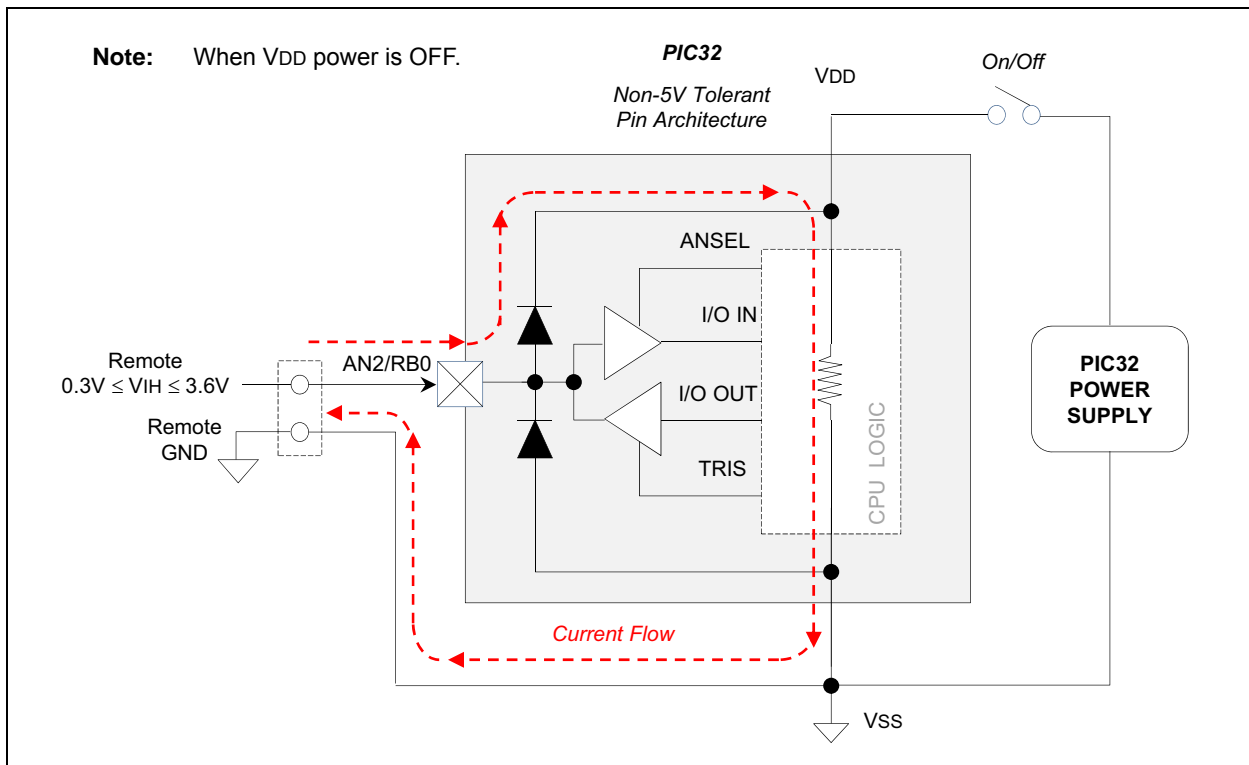 Note: When VDD power is OFF.
PIC32
Non-5V Tolerant
Pin Architecture
VDD
On/Off
ANSEL
I/O IN
AN2/RB0
Remote
0.3V ≤ VIH ≤ 3.6V
I/O OUT
Remote
GND
TRIS
CPU LOGIC
PIC32
POWER
SUPPLY
Current Flow
VSS